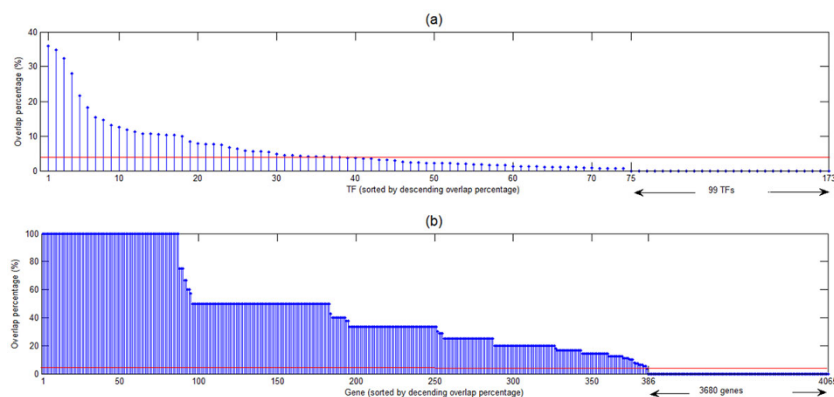 (a)
40
30
20
10
0
Overlap percentage (%)
1 10 20 30 40 50 60 70 75 173
TF (sorted by descending overlap percentage)
99 TFs
(b)
100
80
60
40
20
0
Overlap percentage (%)
1 50 100 150 200 250 300 350 386
Gene (sorted by decending overlap percentage)
3680 genes